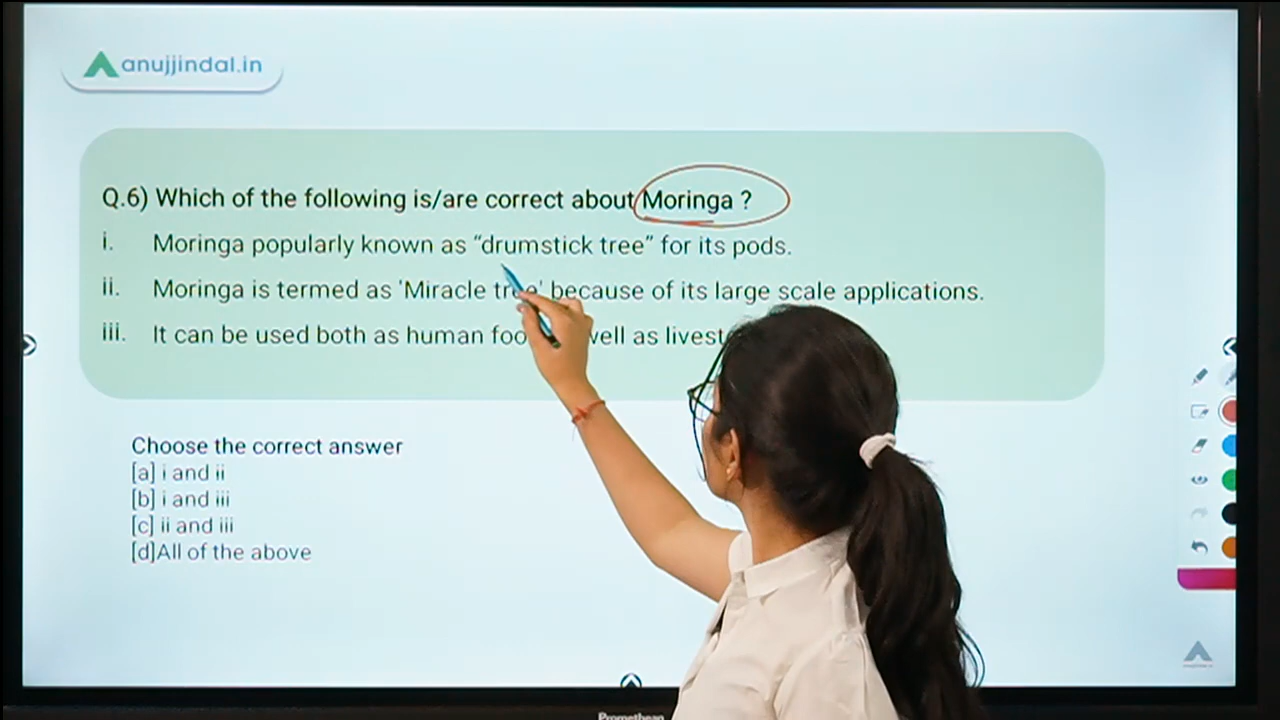 anujjindal.in
Q.6) Which of the following is/are correct about Moringa ?
i. Moringa popularly known as “drumstick tree” for its pods.
ii. Moringa is termed as 'Miracle tree' because of its large scale applications.
iii. It can be used both as human well as
Choose the correct answer
[a] i and ii
[b] i and iii
[c] ii and iii
[d]All of the above
Promethean